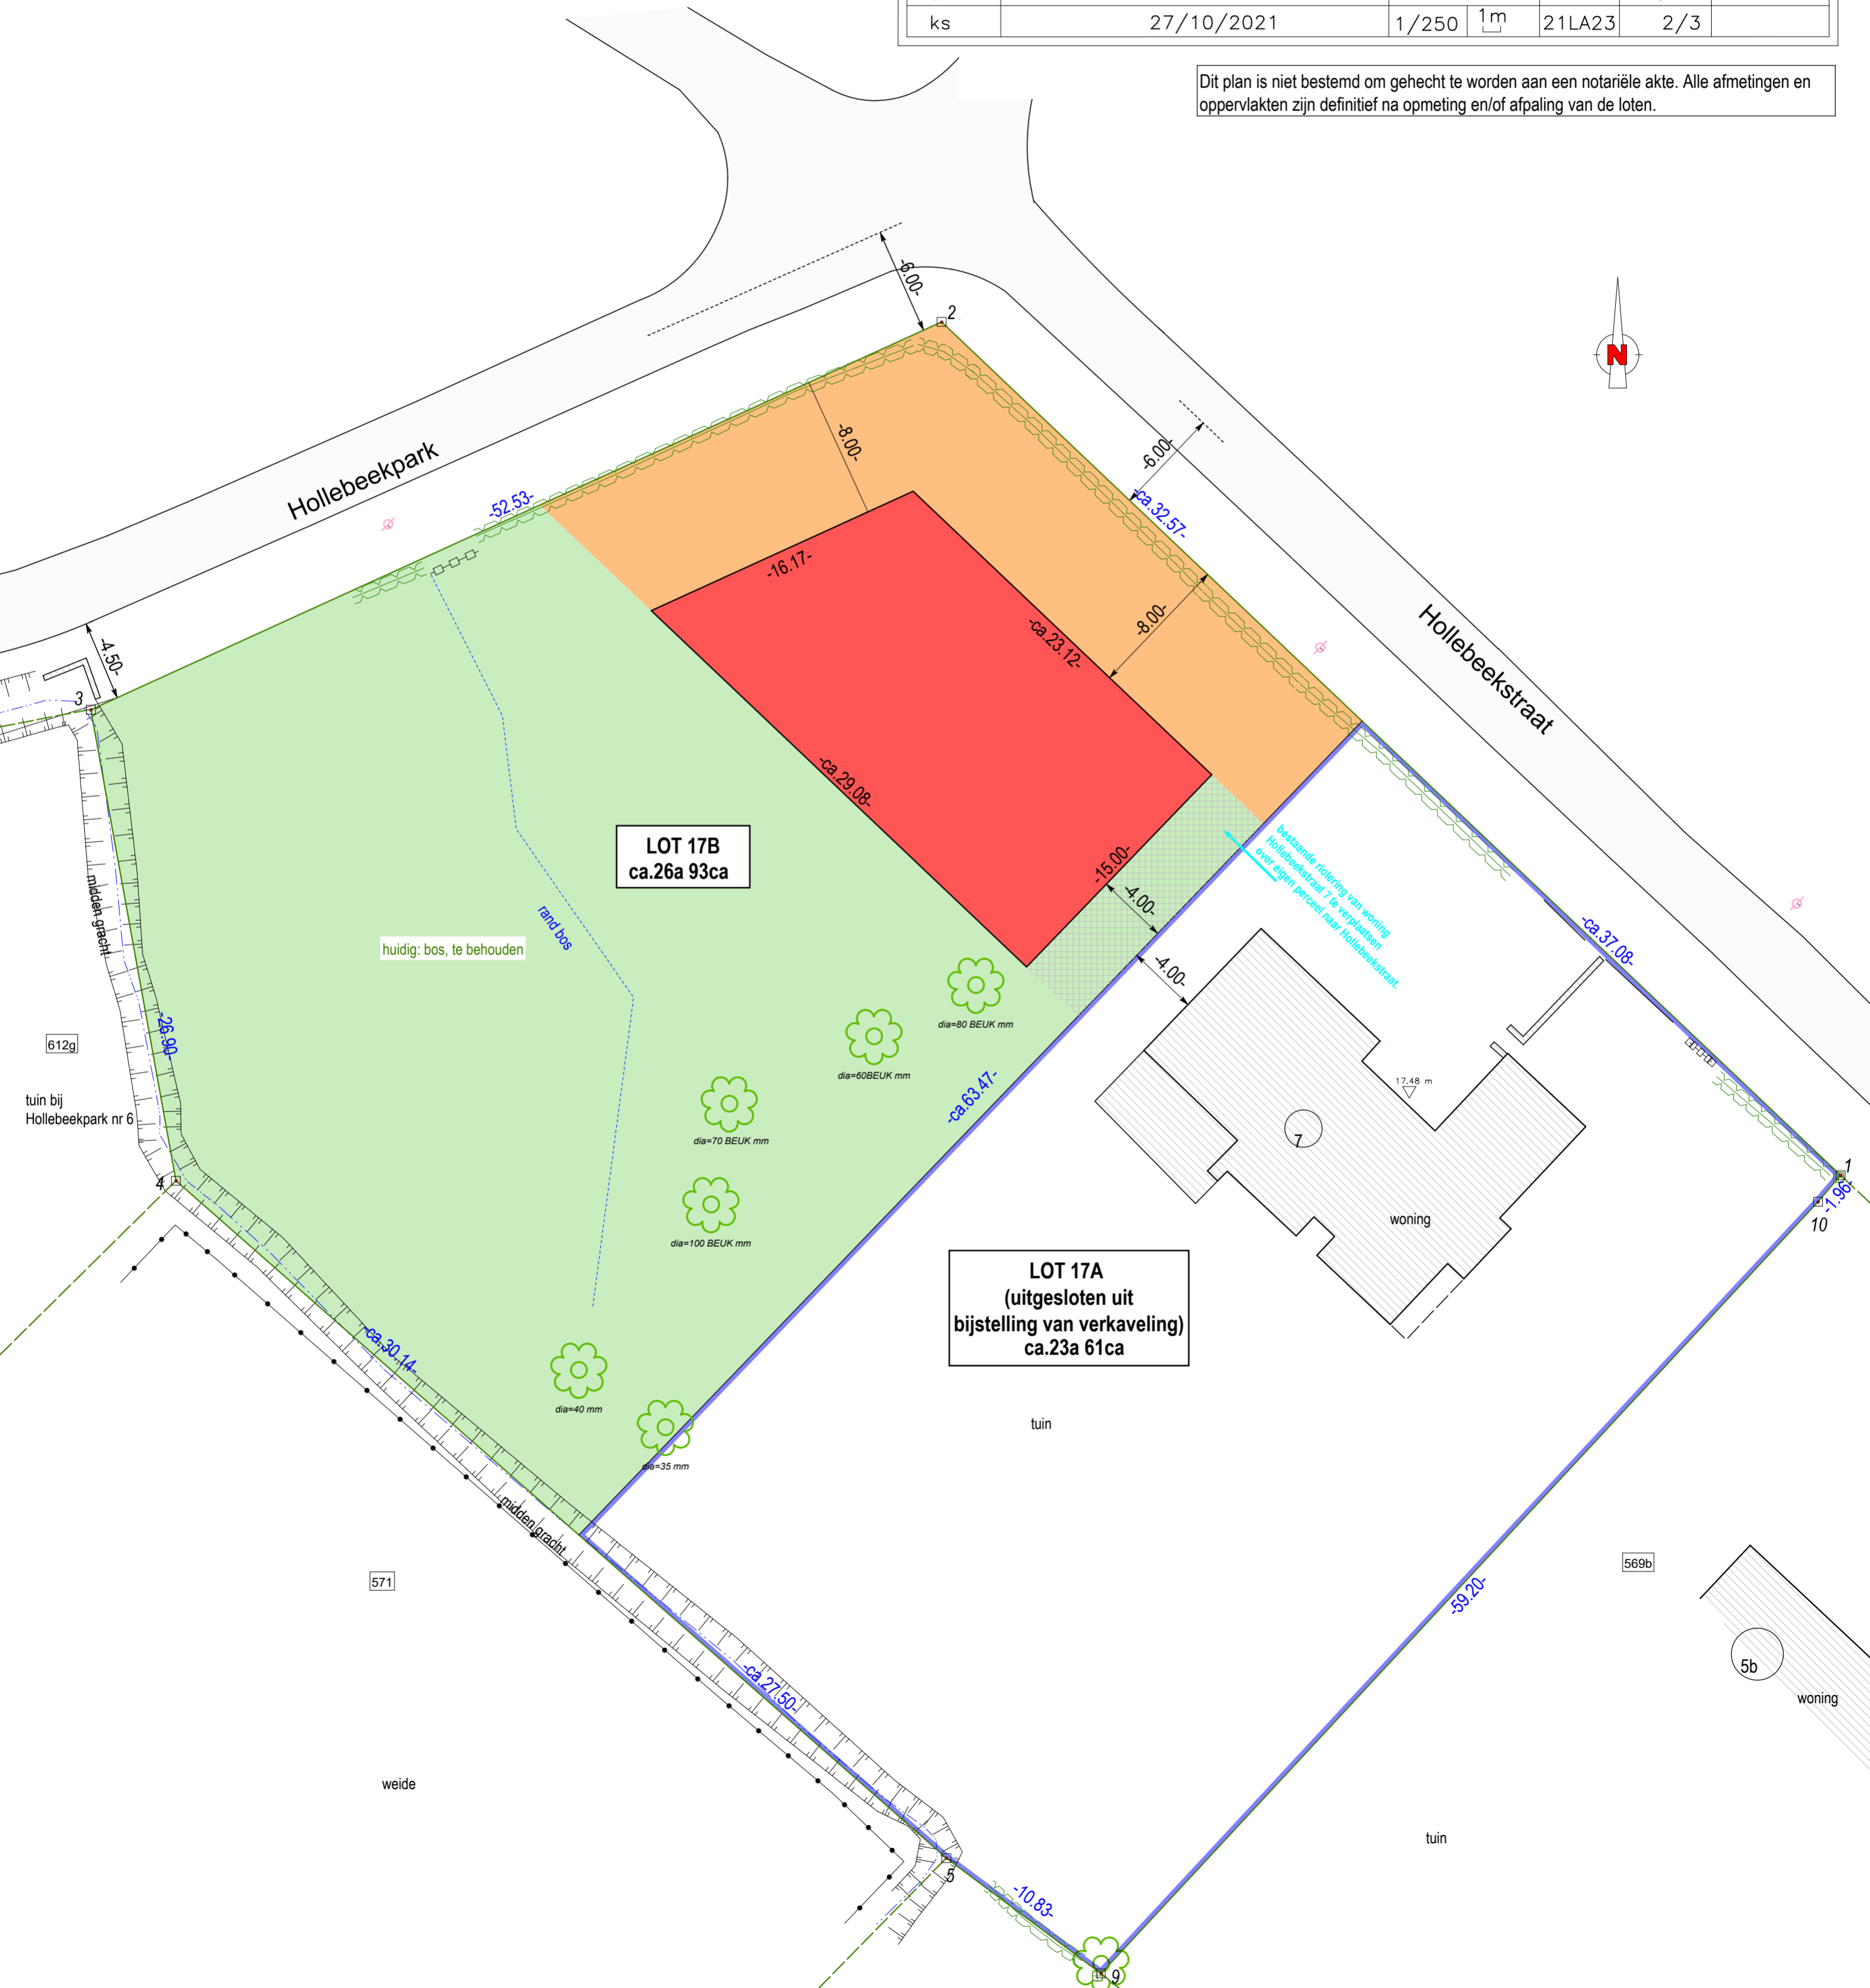 ks 27/10/2021 1/250 1m 21LA23 2/3
Dit plan is niet bestemd om gehecht te worden aan een notariële akte. Alle afmetingen en
oppervlakten zijn definitief na opmeting en/of afpaling van de loten.
-6.00-
2
N
Hollebeekpark
-52.53-
-8.00-
-6.00-
-ca.32.57-
-16.17-
-8.00-
-ca.23.12-
Hollebeekstraat
-4.50-
3
-ca.29.08-
LOT 17B
ca.26a 93ca
-15.00-
-4.00-
bestaande riolering van woning
Hollebeekstraat 7 te verplaatsen
over eigen perceel naar Hollebeekstraat.
midden gracht
huidig: bos, te behouden
rand bos
-4.00-
-ca.37.08-
dia=80 BEUK mm
-26.90-
612g
dia=60BEUK mm
-ca.63.47-
17.48 m
tuin bij
Hollebeekpark nr 6
dia=70 BEUK mm
7
4
1
-1.96-
10
woning
dia=100 BEUK mm
LOT 17A
(uitgesloten uit
bijstelling van verkaveling)
ca.23a 61ca
-ca.30.14-
dia=40 mm
tuin
dia=35 mm
midden gracht
571
569b
-59.20-
5b
woning
-ca.27.50-
weide
tuin
5
-10.83-
9